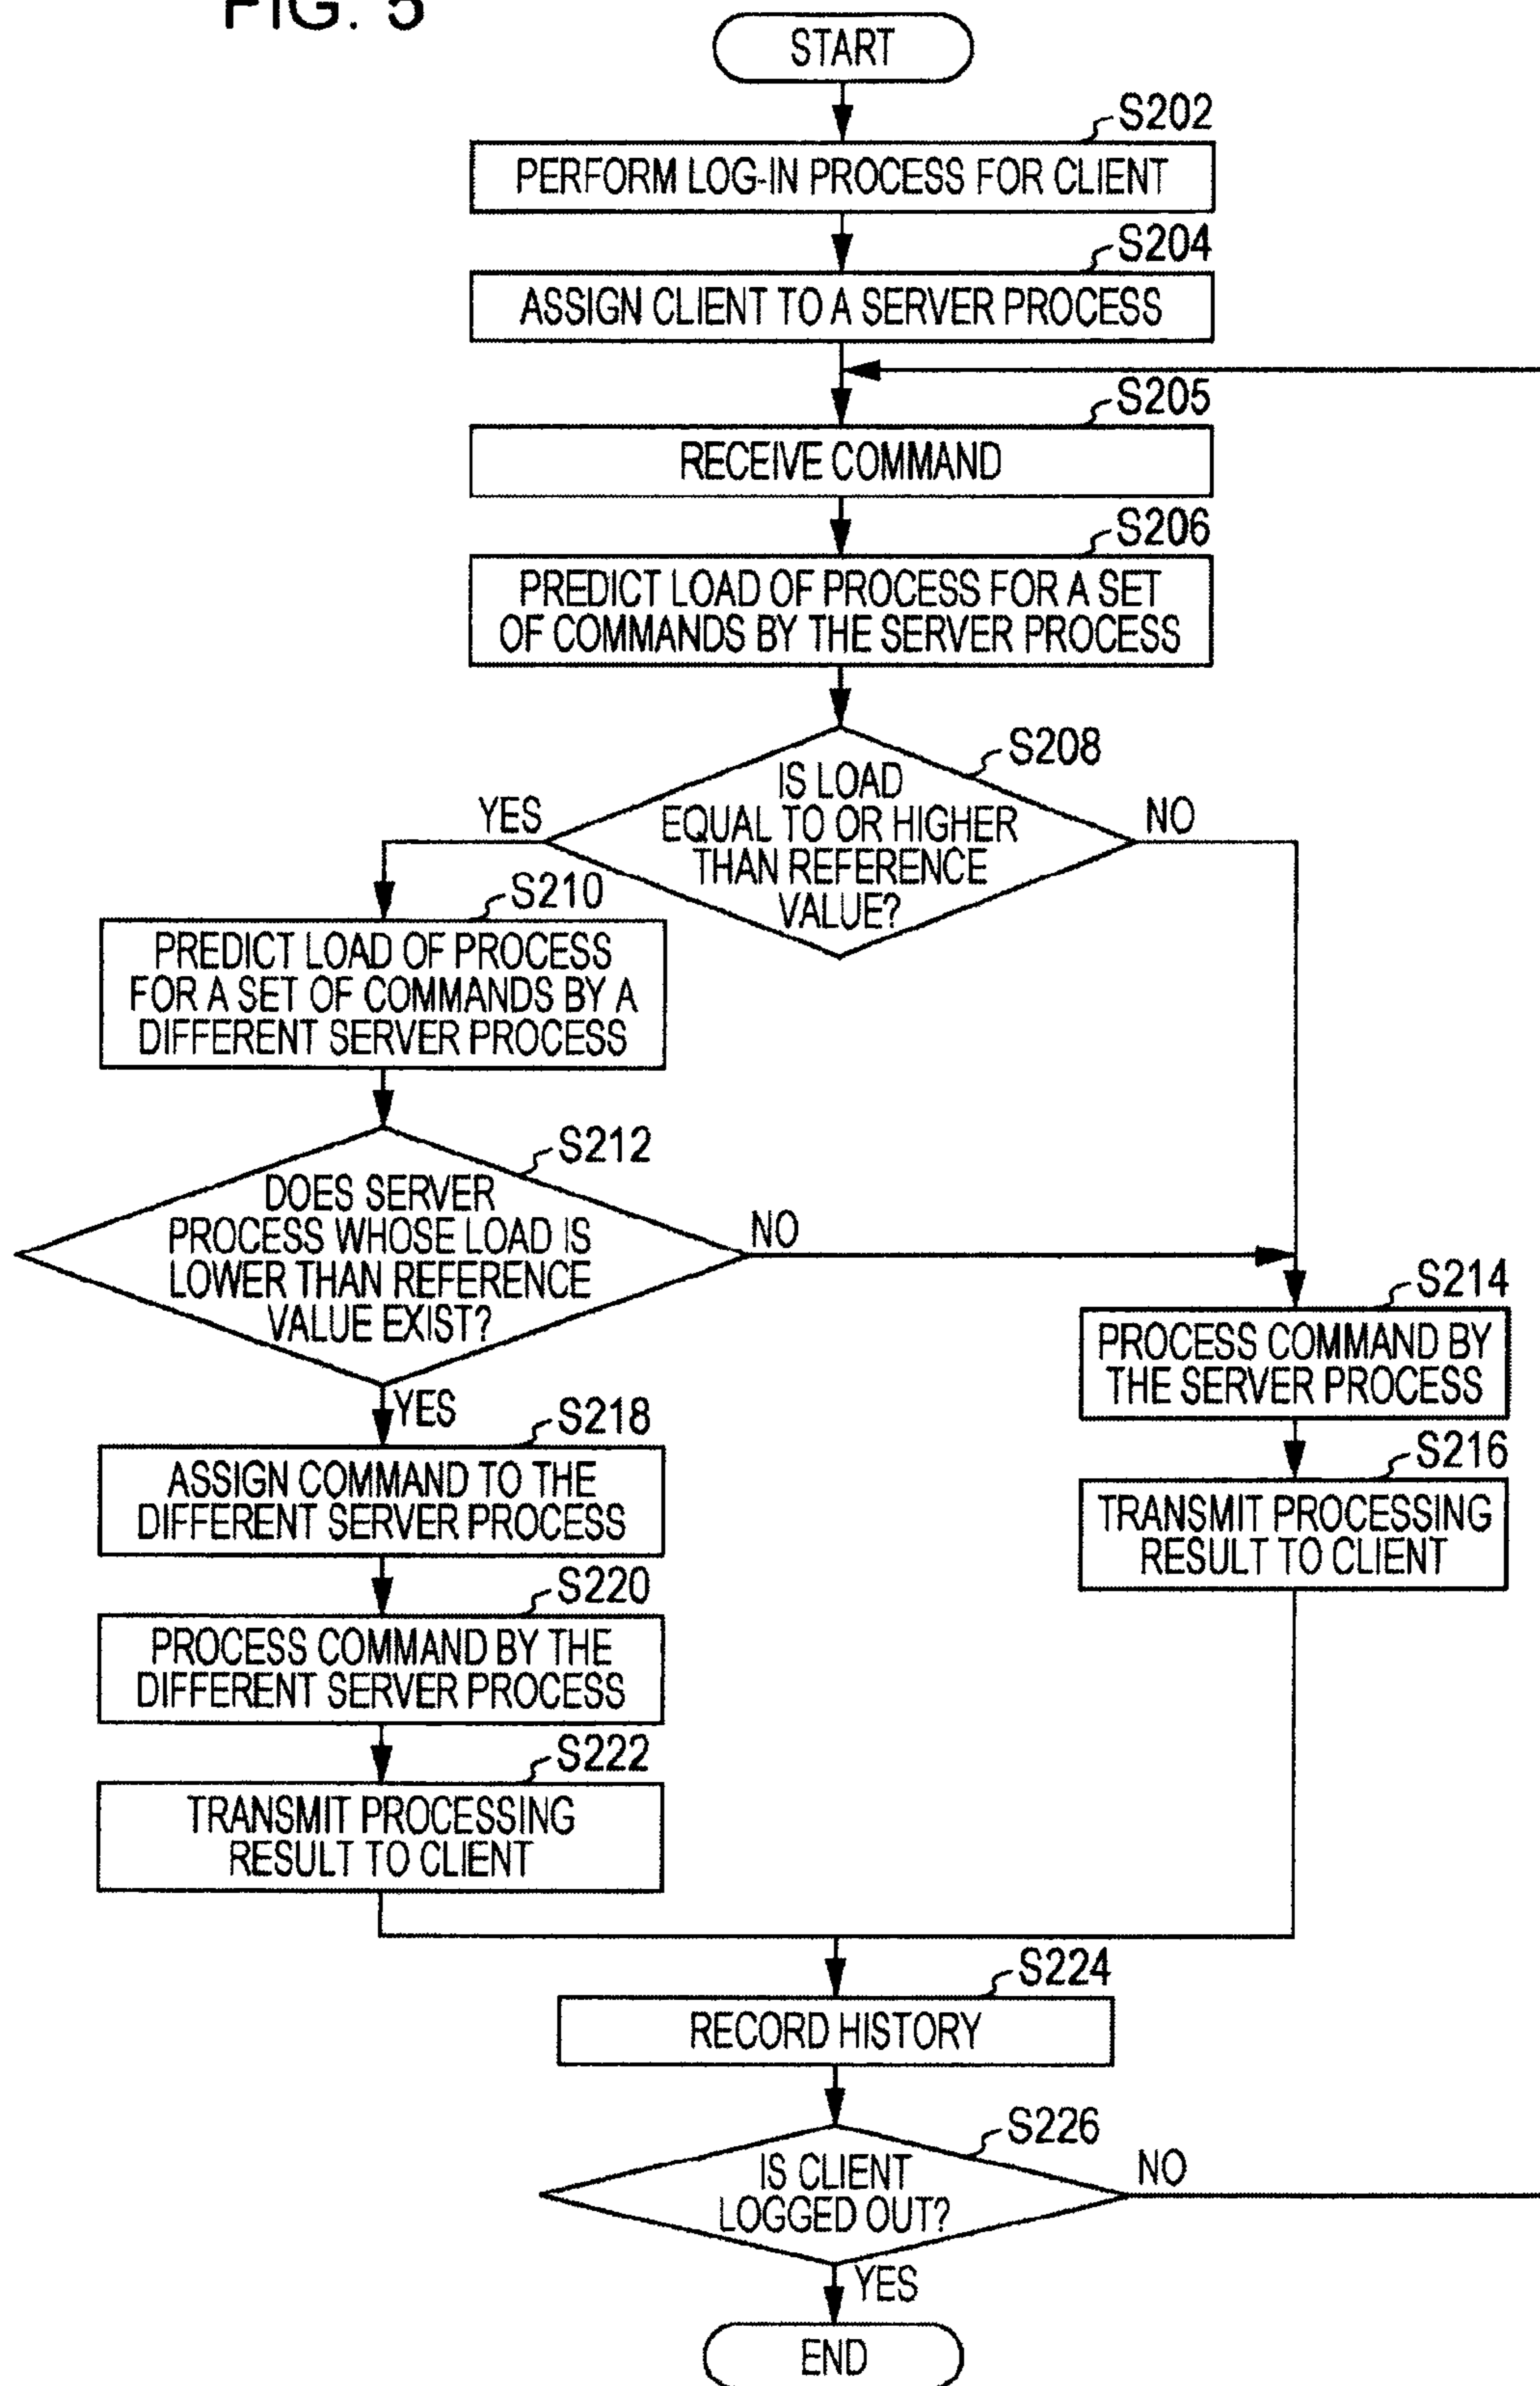 FIG. 5
START
S202
PERFORM LOG-IN PROCESS FOR CLIENT
S204
ASSIGN CLIENT TO A SERVER PROCESS
S205
RECEIVE COMMAND
S206
PREDICT LOAD OF PROCESS FOR A SET
OF COMMANDS BY THE SERVER PROCESS
S208
IS LOAD
EQUAL TO OR HIGHER
THAN REFERENCE
VALUE?
YES
NO
S210
PREDICT LOAD OF PROCESS
FOR A SET OF COMMANDS BY A
DIFFERENT SERVER PROCESS
S212
DOES SERVER
PROCESS WHOSE LOAD IS
LOWER THAN REFERENCE
VALUE EXIST?
NO
YES
S214
PROCESS COMMAND BY
THE SERVER PROCESS
S216
TRANSMIT PROCESSING
RESULT TO CLIENT
S218
ASSIGN COMMAND TO THE
DIFFERENT SERVER PROCESS
S220
PROCESS COMMAND BY THE
DIFFERENT SERVER PROCESS
S222
TRANSMIT PROCESSING
RESULT TO CLIENT
S224
RECORD HISTORY
S226
IS CLIENT
LOGGED OUT?
NO
YES
END